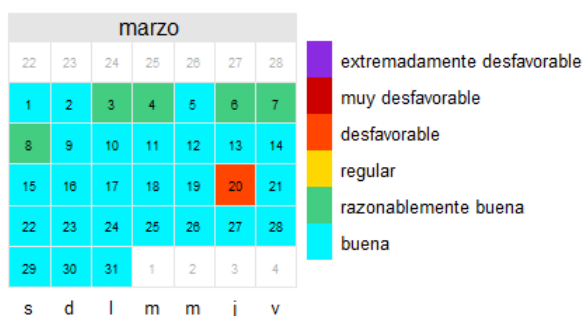 marzo
22 23 24 25 26 27 28
1 2 3 4 5 6 7
8 9 10 11 12 13 14
15 16 17 18 19 20 21
22 23 24 25 26 27 28
29 30 31 1 2 3 4
s d l m m j v
extremadamente desfavorable
muy desfavorable
desfavorable
regular
razonablemente buena
buena